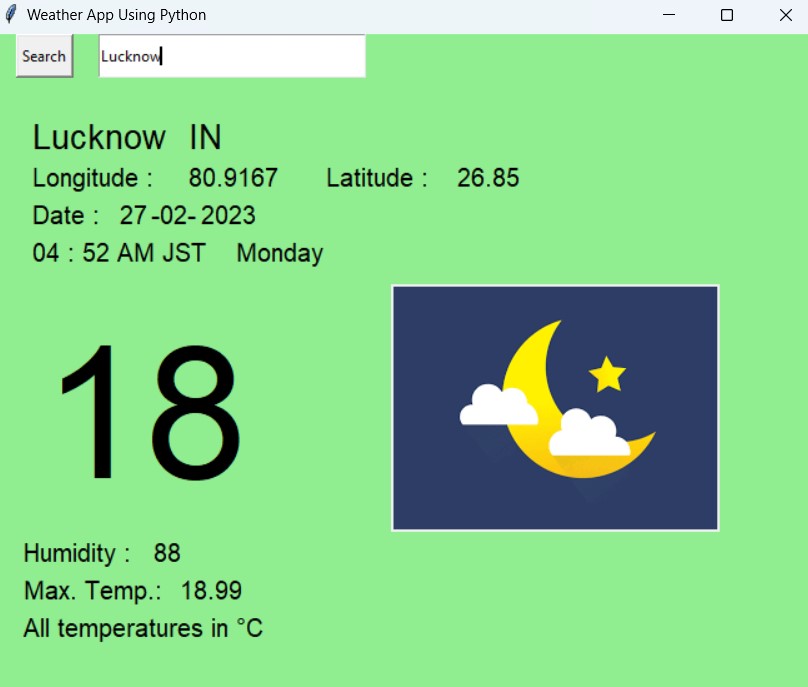 Weather App Using Python
Search Lucknow
Lucknow IN
Longitude : 80.9167 Latitude : 26.85
Date : 27 -02- 2023
04 : 52 AM JST Monday
18
Humidity : 88
Max. Temp.: 18.99
All temperatures in °C